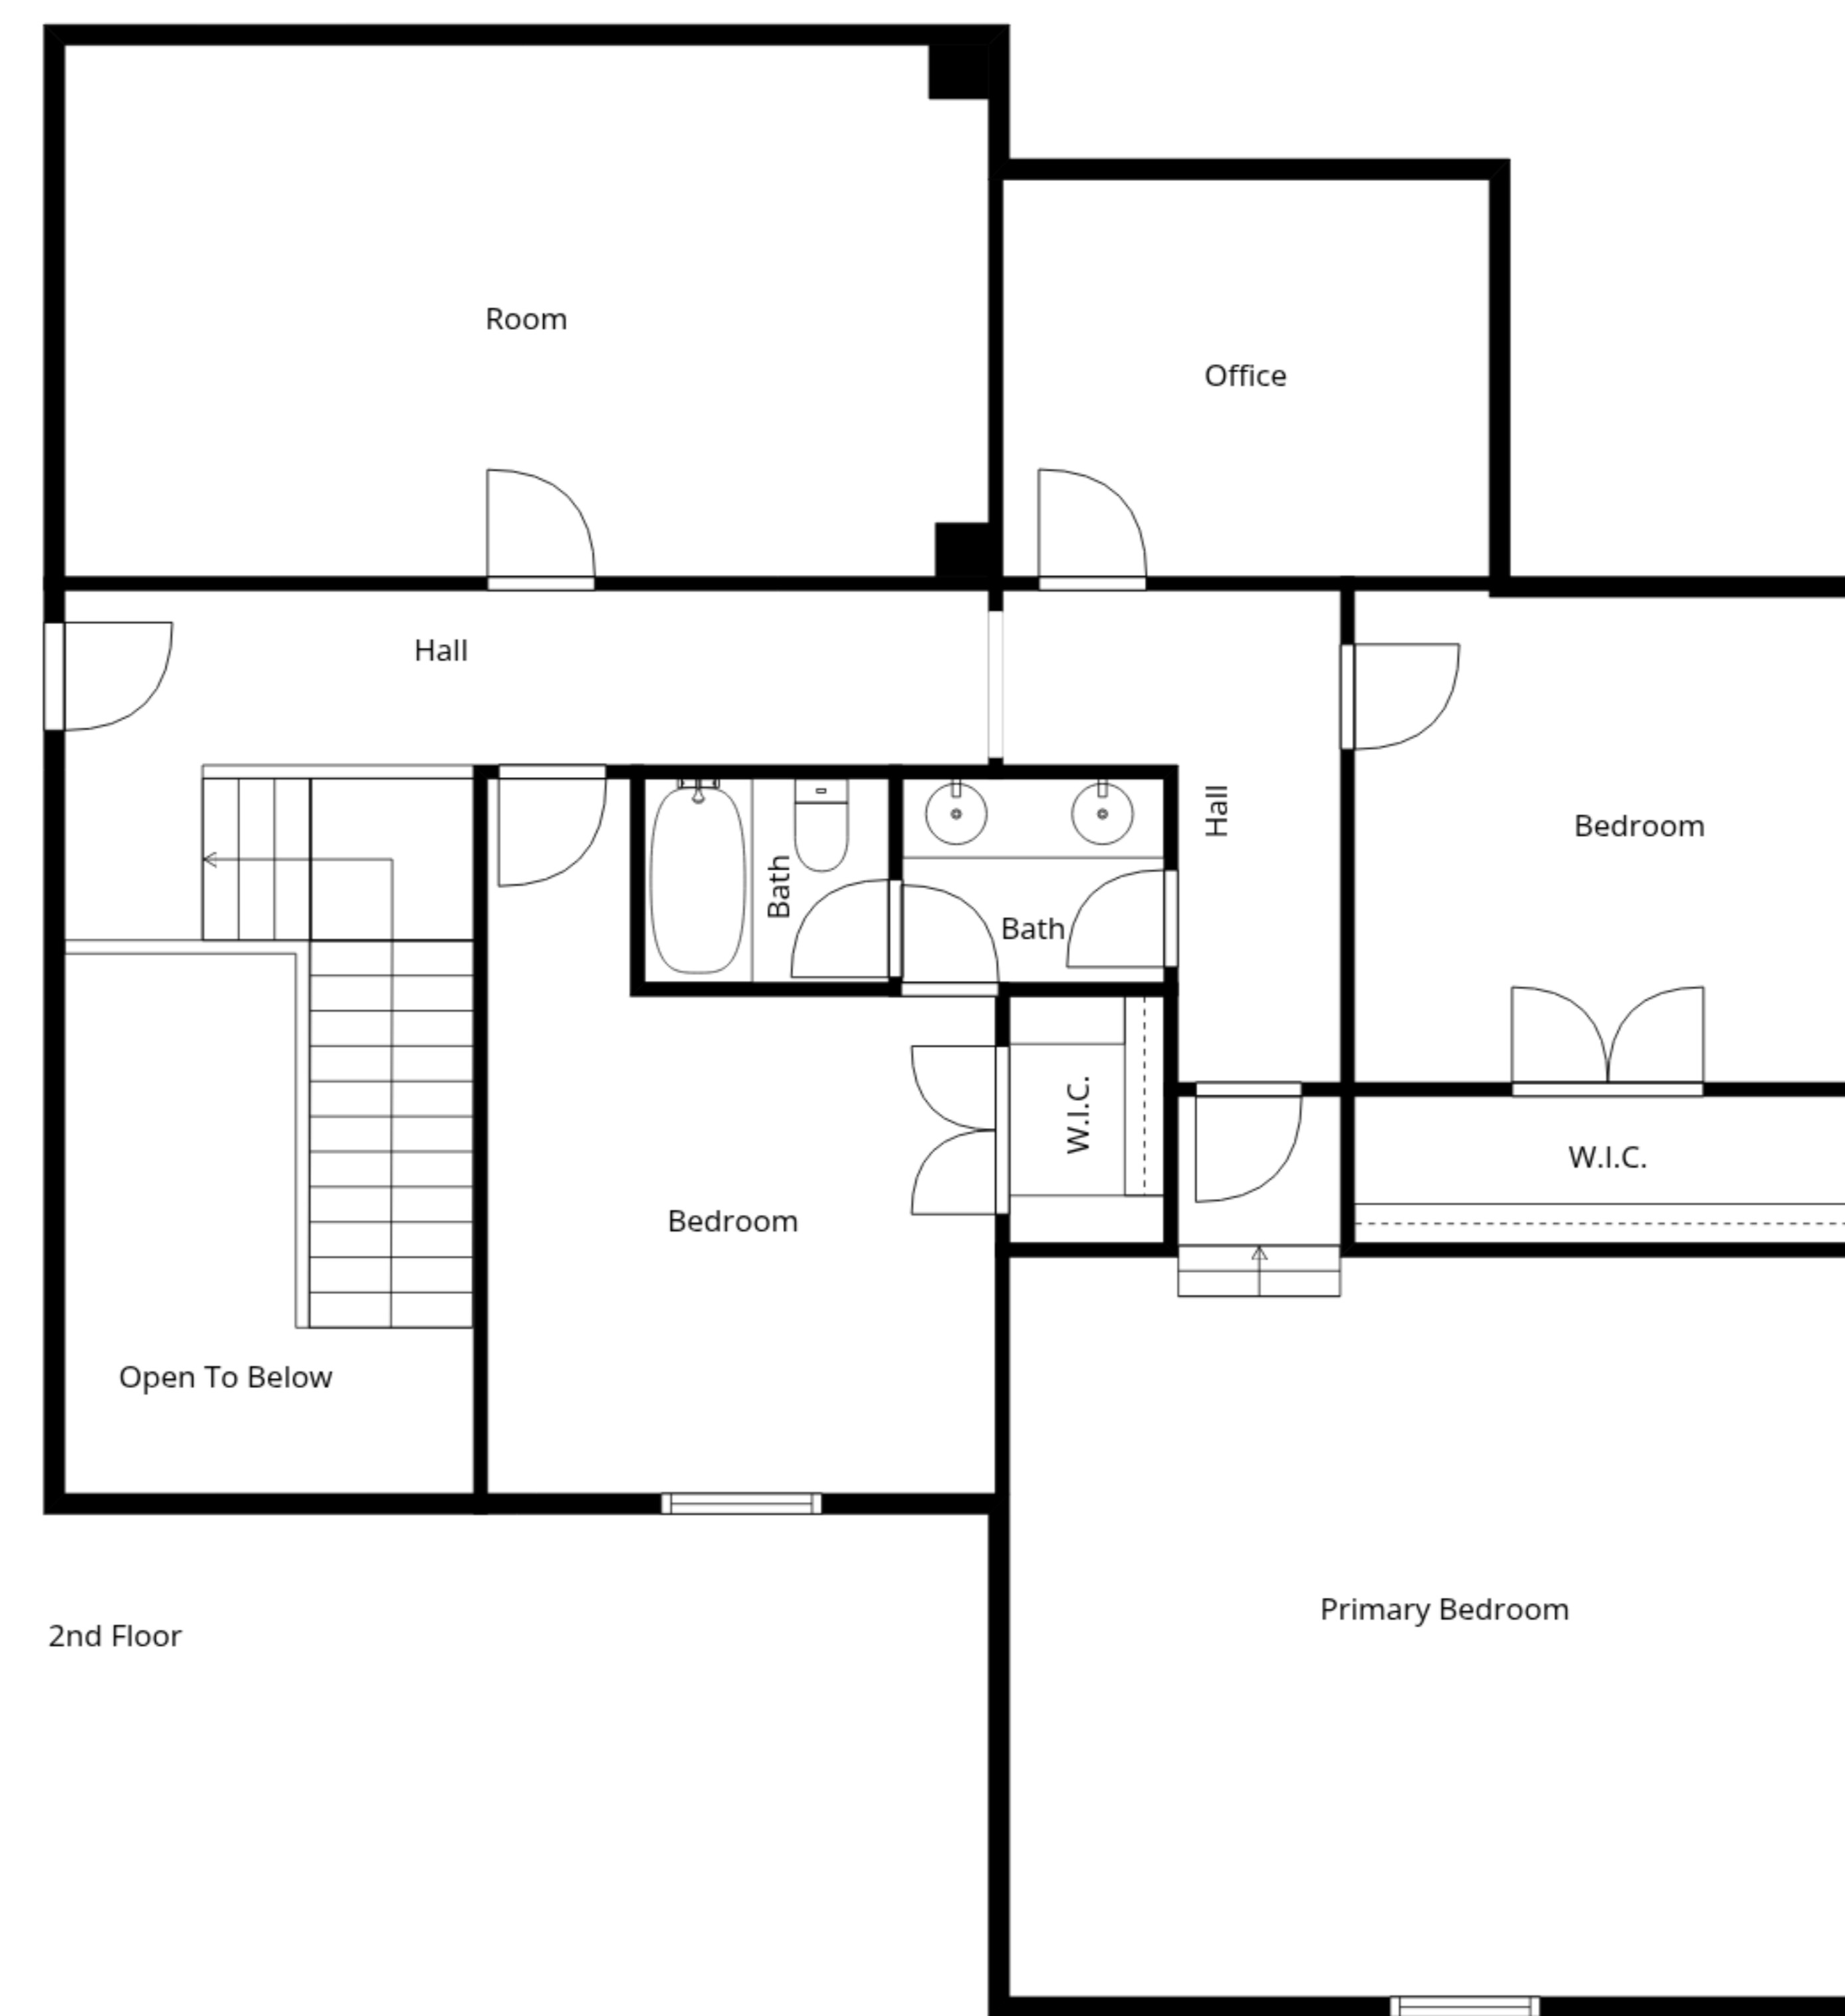 Room
Office
Hall
Hall
Bedroom
Bath
Bath
W.I.C.
W.I.C.
Bedroom
Open To Below
Primary Bedroom
2nd Floor